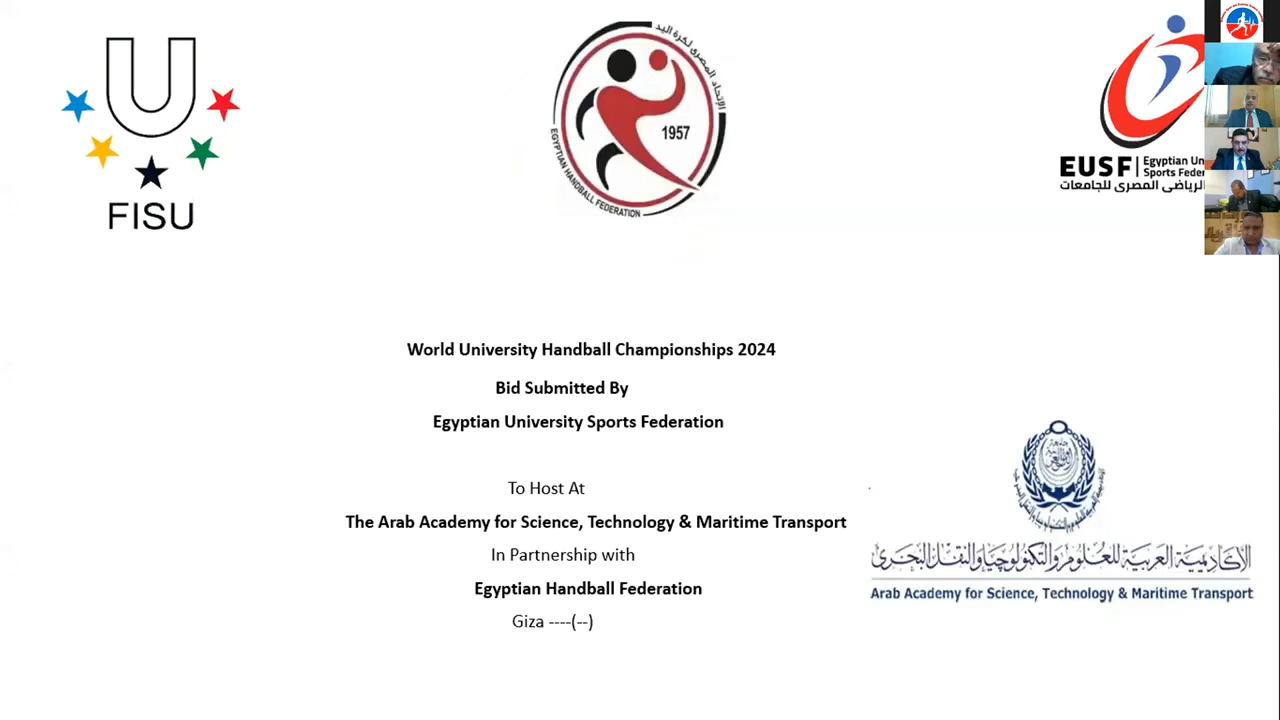 U
FISU
الإتحاد المصرى لكرة اليد
1957
EGYPTIAN HANDBALL FEDERATION
EUSF
Egyptian Un
Sports Feder
الرياضى المصرى للجامعات
World University Handball Championships 2024
Bid Submitted By
Egyptian University Sports Federation
To Host At
The Arab Academy for Science, Technology & Maritime Transport
In Partnership with
Egyptian Handball Federation
Giza ----(--)
الأكاديمية العربية للعلوم والتكنولوجيا والنقل البحرى
Arab Academy for Science, Technology & Maritime Transport